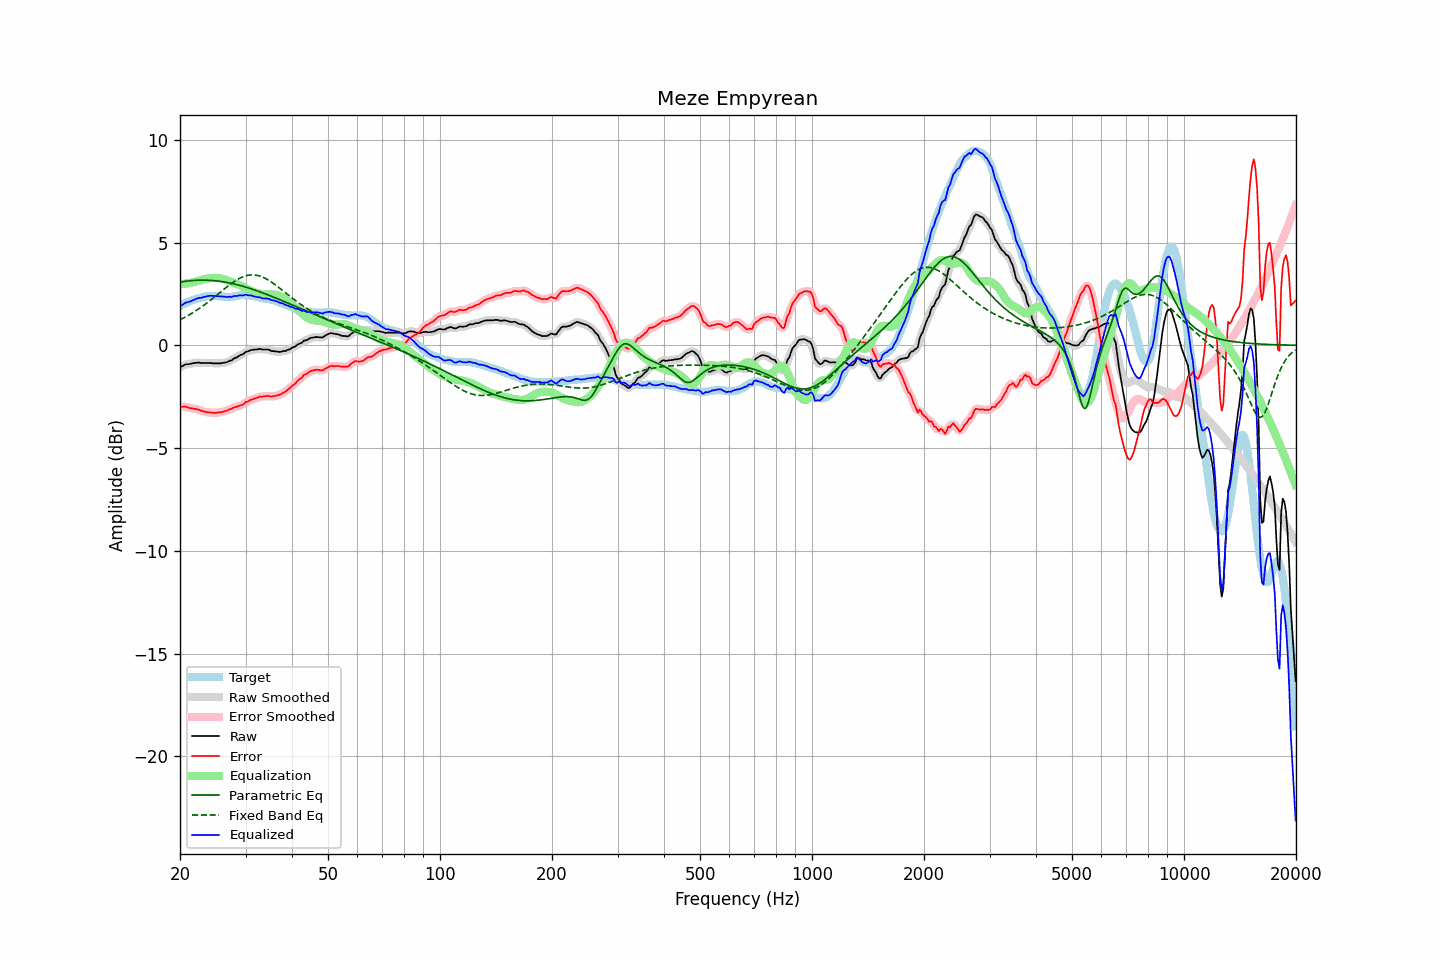 Meze Empyrean
Amplitude (dBr)
10
5
0
−5
−10
−15
−20
Target
Raw Smoothed
Error Smoothed
Raw
Error
Equalization
Parametric Eq
Fixed Band Eq
Equalized
20 50 100 200 500 1000 2000 5000 10000 20000
Frequency (Hz)